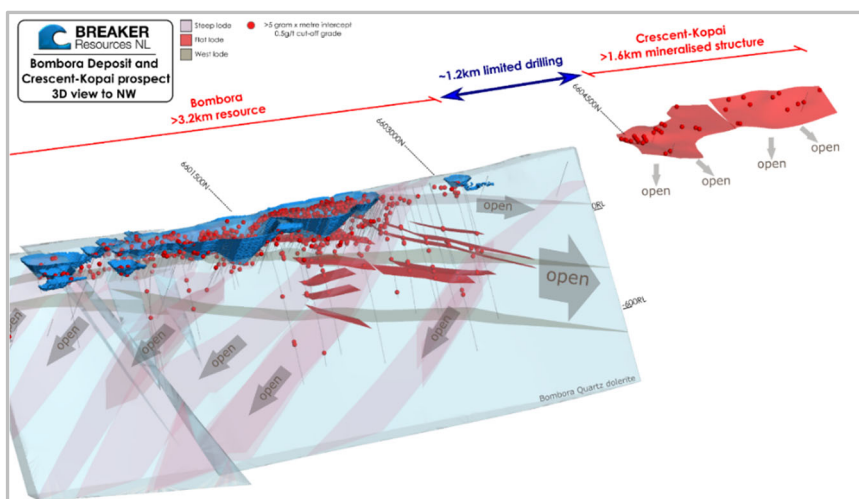 BREAKER
Resources NL
Bombora Deposit and
Crescent-Kopai prospect
3D view to NW
Steep lode
Flat lode
West lode
>5 gram x metre intercept
0.5g/t cut-off grade
Crescent-Kopai
>1.6km mineralised structure
~1.2km limited drilling
Bombora
>3.2km resource
6604500N
6603000N
6601500N
open
open
open
open
open
0RL
open
-600RL
open
open
open
open
open
open
open
Bombora Quartz dolerite